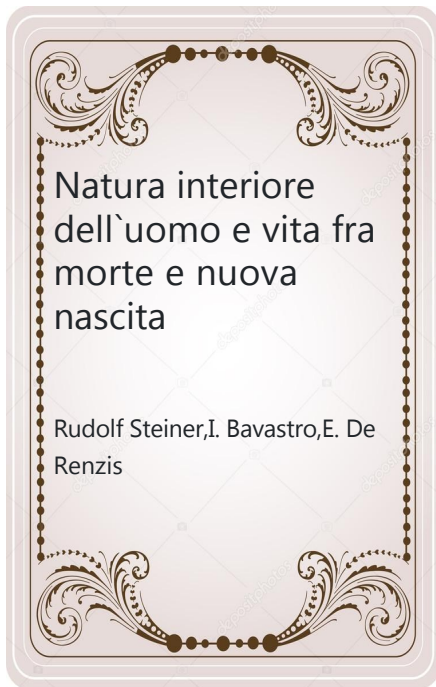 Natura interiore
dell`uomo e vita fra
morte e nuova
nascita
Rudolf Steiner,I. Bavastro,E. De
Renzis